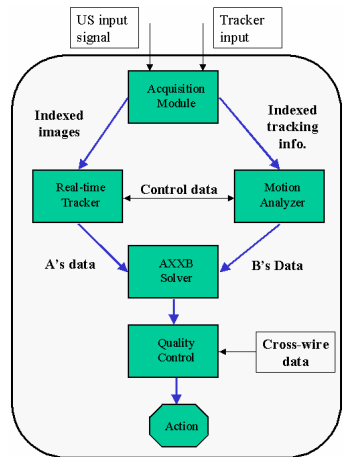 US input
signal
Tracker
input
Acquisition
Module
Indexed
images
Indexed
tracking
info.
Real-time
Tracker
Control data
Motion
Analyzer
A's data
AXXB
Solver
B's Data
Quality
Control
Cross-wire
data
Action